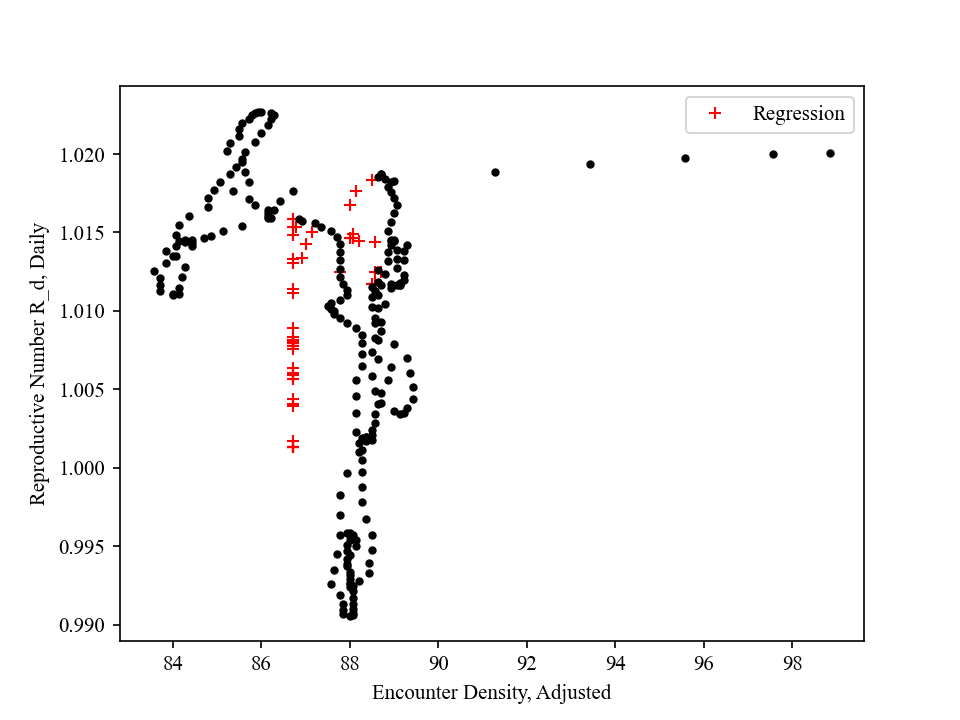 Regression
1.020
1.015
1.010
1.005
1.000
0.995
0.990
Reproductive Number R_d, Daily
84 86 88 90 92 94 96 98
Encounter Density, Adjusted